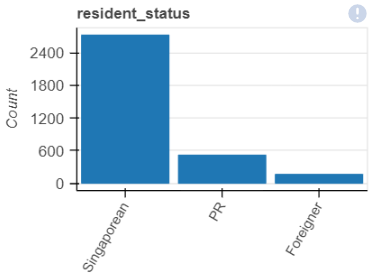 resident_status
!
Count
2400
1800
1200
600
0
Singaporean
PR
Foreigner